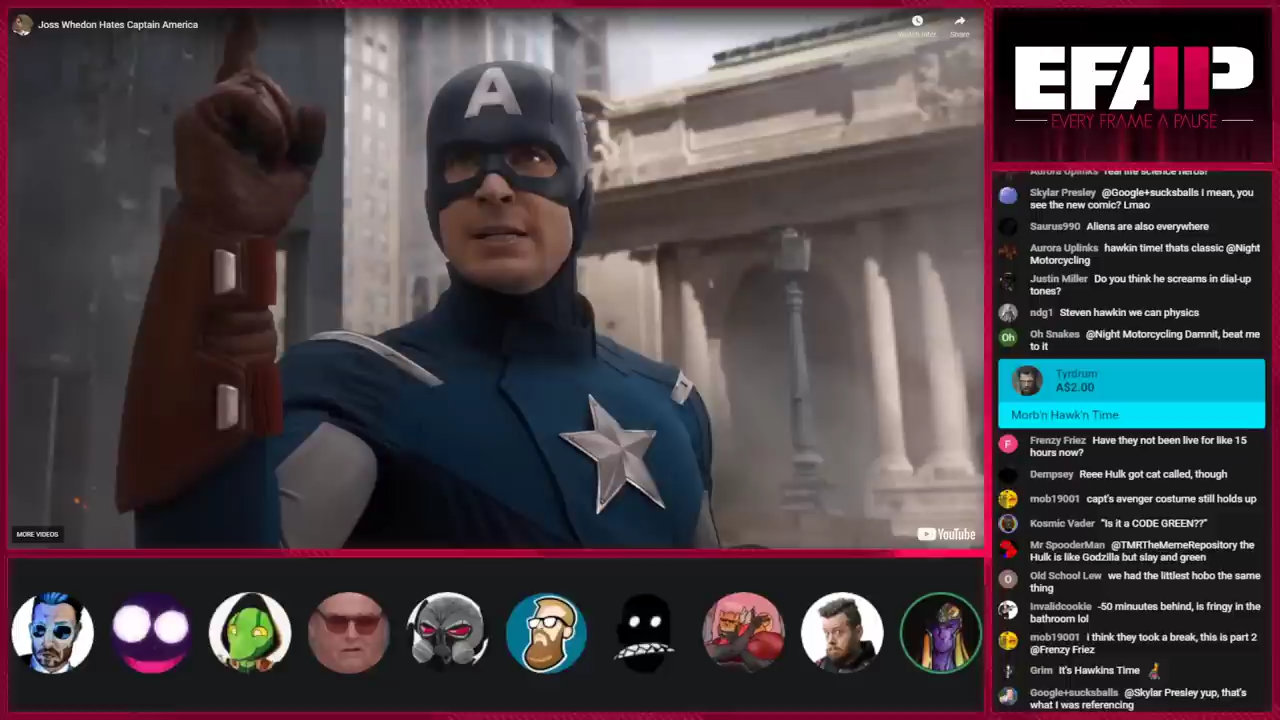 Joss Whedon Hates Captain America
Watch later
Share
A
MORE VIDEOS
YouTube
EFAP
EVERY FRAME A PAUSE
Aurora Uplinks real life science heros!
Skylar Presley @Google+sucksballs I mean, you
see the new comic? Lmao
Saurus990 Aliens are also everywhere
Aurora Uplinks hawkin time! thats classic @Night
Motorcycling
Justin Miller Do you think he screams in dial-up
tones?
ndg1 Steven hawkin we can physics
Oh
Oh Snakes @Night Motorcycling Damnit, beat me
to it
Tyrdrum
A$2.00
Morb'n Hawk'n Time
F
Frenzy Friez Have they not been live for like 15
hours now?
Dempsey Reee Hulk got cat called, though
mob19001 capt's avenger costume still holds up
Kosmic Vader "Is it a CODE GREEN??"
Mr SpooderMan @TMRTheMemeRepository the
Hulk is like Godzilla but slay and green
O
Old School Lew we had the littlest hobo the same
thing
Invalidcookie -50 minuutes behind, is fringy in the
bathroom lol
mob19001 i think they took a break, this is part 2
@Frenzy Friez
Grim It's Hawkins Time
Google+sucksballs @Skylar Presley yup, that's
what I was referencing